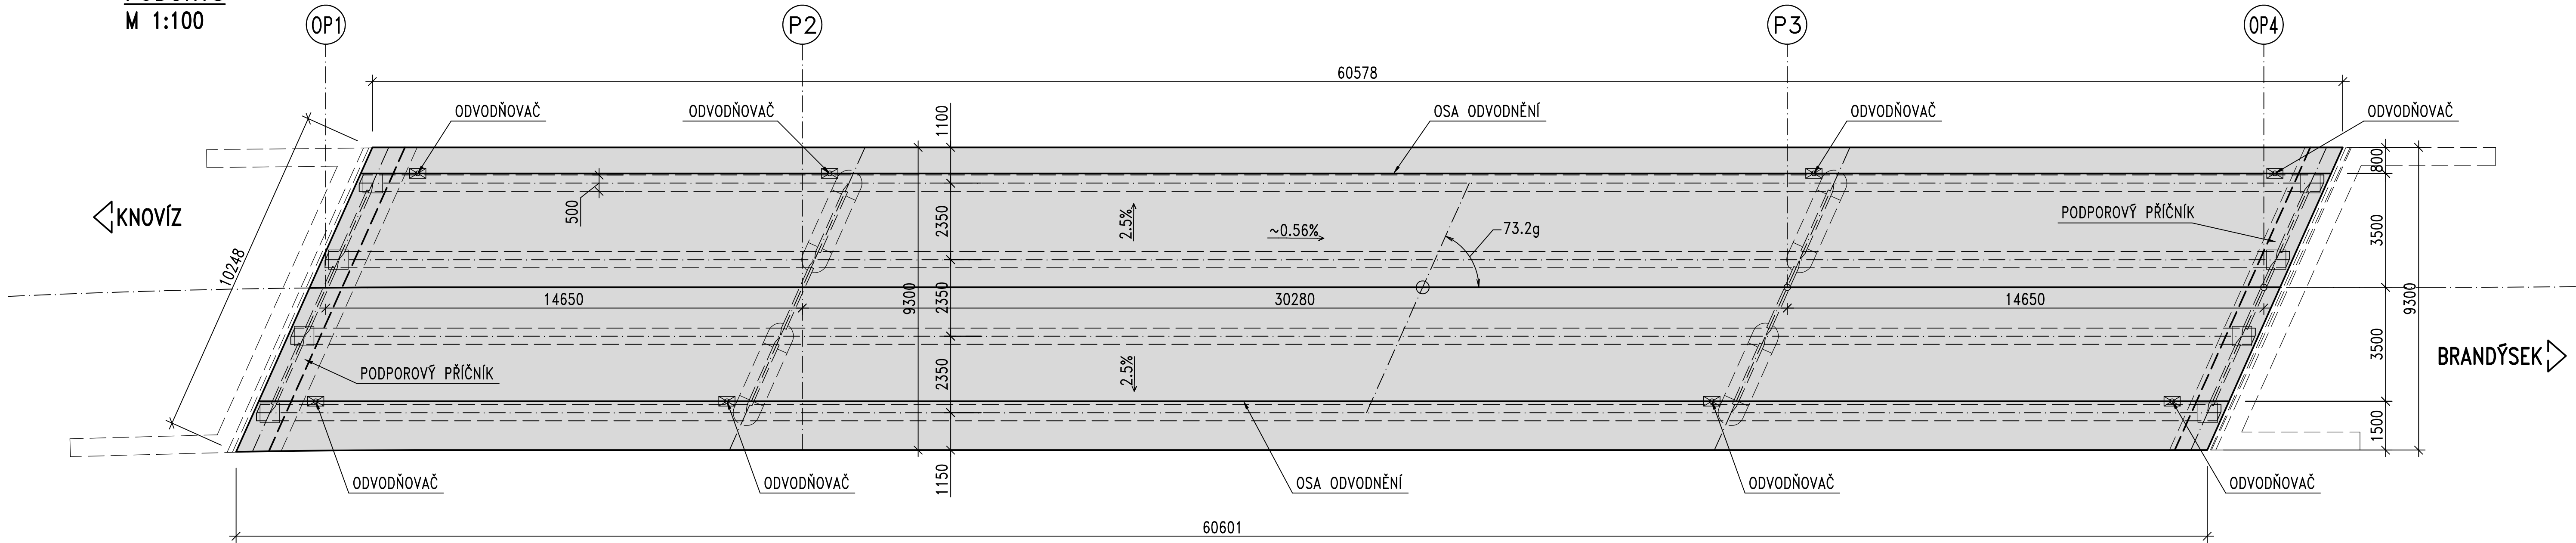 M 1:100
OP1
P2
P3
OP4
60578
ODVODŇOVAČ
ODVODŇOVAČ
1100
OSA ODVODNĚNÍ
ODVODŇOVAČ
ODVODŇOVAČ
800
500
KNOVÍZ
2350
2.5%
~0.56%
73.2g
PODPOROVÝ PŘÍČNÍK
3500
10248
14650
9300
2350
30280
14650
9300
PODPOROVÝ PŘÍČNÍK
2350
2.5%
3500
BRANDÝSEK
1500
ODVODŇOVAČ
ODVODŇOVAČ
1150
OSA ODVODNĚNÍ
ODVODŇOVAČ
ODVODŇOVAČ
60601